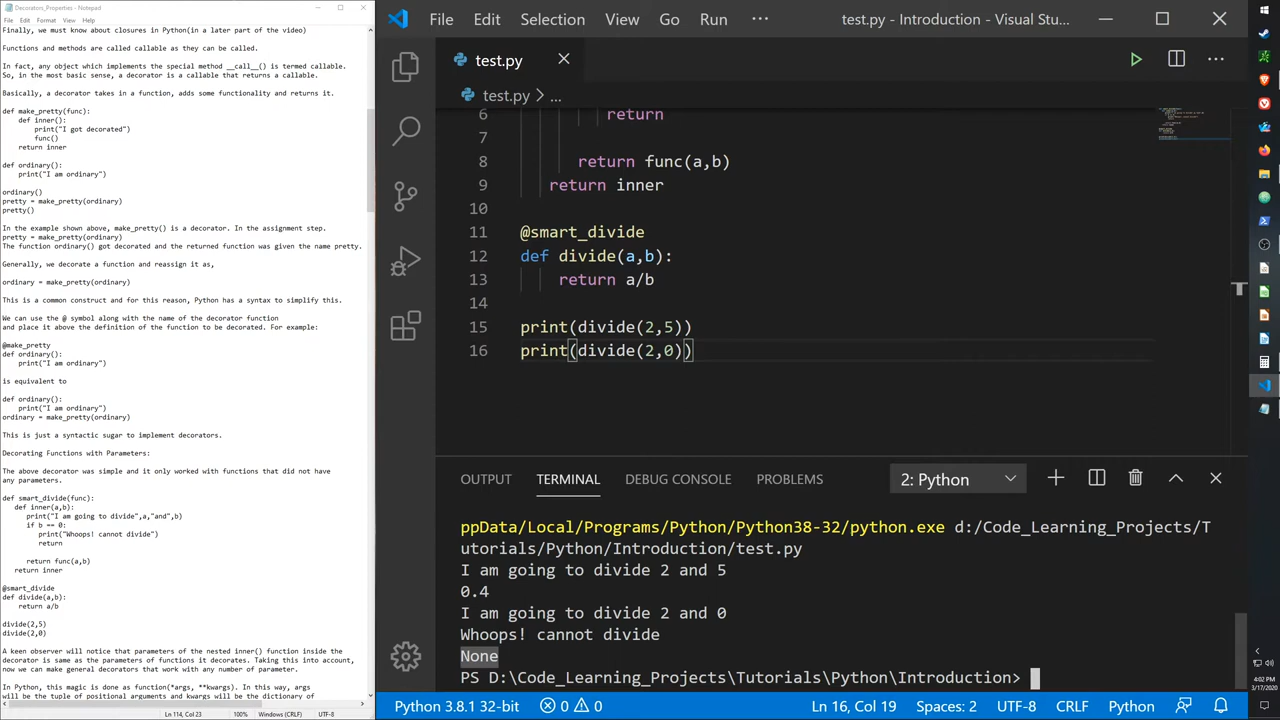 Decorators_Properties - Notepad
File Edit Format View Help
Finally, we must know about closures in Python(in a later part of the video)
Functions and methods are called callable as they can be called.
In fact, any object which implements the special method __call__() is termed callable.
So, in the most basic sense, a decorator is a callable that returns a callable.
Basically, a decorator takes in a function, adds some functionality and returns it.
def make_pretty(func):
    def inner():
        print("I got decorated")
        func()
    return inner
def ordinary():
    print("I am ordinary")
ordinary()
pretty = make_pretty(ordinary)
pretty()
In the example shown above, make_pretty() is a decorator. In the assignment step.
pretty = make_pretty(ordinary)
The function ordinary() got decorated and the returned function was given the name pretty.
Generally, we decorate a function and reassign it as,
ordinary = make_pretty(ordinary)
This is a common construct and for this reason, Python has a syntax to simplify this.
We can use the @ symbol along with the name of the decorator function
and place it above the definition of the function to be decorated. For example:
@make_pretty
def ordinary():
    print("I am ordinary")
is equivalent to
def ordinary():
    print("I am ordinary")
ordinary = make_pretty(ordinary)
This is just a syntactic sugar to implement decorators.
Decorating Functions with Parameters:
The above decorator was simple and it only worked with functions that did not have
any parameters.
def smart_divide(func):
   def inner(a,b):
      print("I am going to divide",a,"and",b)
      if b == 0:
         print("Whoops! cannot divide")
         return
      return func(a,b)
   return inner
@smart_divide
def divide(a,b):
    return a/b
divide(2,5)
divide(2,0)
A keen observer will notice that parameters of the nested inner() function inside the
decorator is same as the parameters of functions it decorates. Taking this into account,
now we can make general decorators that work with any number of parameter.
In Python, this magic is done as function(*args, **kwargs). In this way, args
will be the tuple of positional arguments and kwargs will be the dictionary of
Ln 114, Col 23 100% Windows (CRLF) UTF-8
File Edit Selection View Go Run ··· test.py - Introduction - Visual Stu...
test.py
test.py > ...
6 return
7
8 return func(a,b)
9 return inner
10
11 @smart_divide
12 def divide(a,b):
13 return a/b
14
15 print(divide(2,5))
16 print(divide(2,0))
OUTPUT TERMINAL DEBUG CONSOLE PROBLEMS 2: Python
ppData/Local/Programs/Python/Python38-32/python.exe d:/Code_Learning_Projects/T
utorials/Python/Introduction/test.py
I am going to divide 2 and 5
0.4
I am going to divide 2 and 0
Whoops! cannot divide
None
PS D:\Code_Learning_Projects\Tutorials\Python\Introduction>
Python 3.8.1 32-bit 0 0 Ln 16, Col 19 Spaces: 2 UTF-8 CRLF Python
4:02 PM
3/17/2020